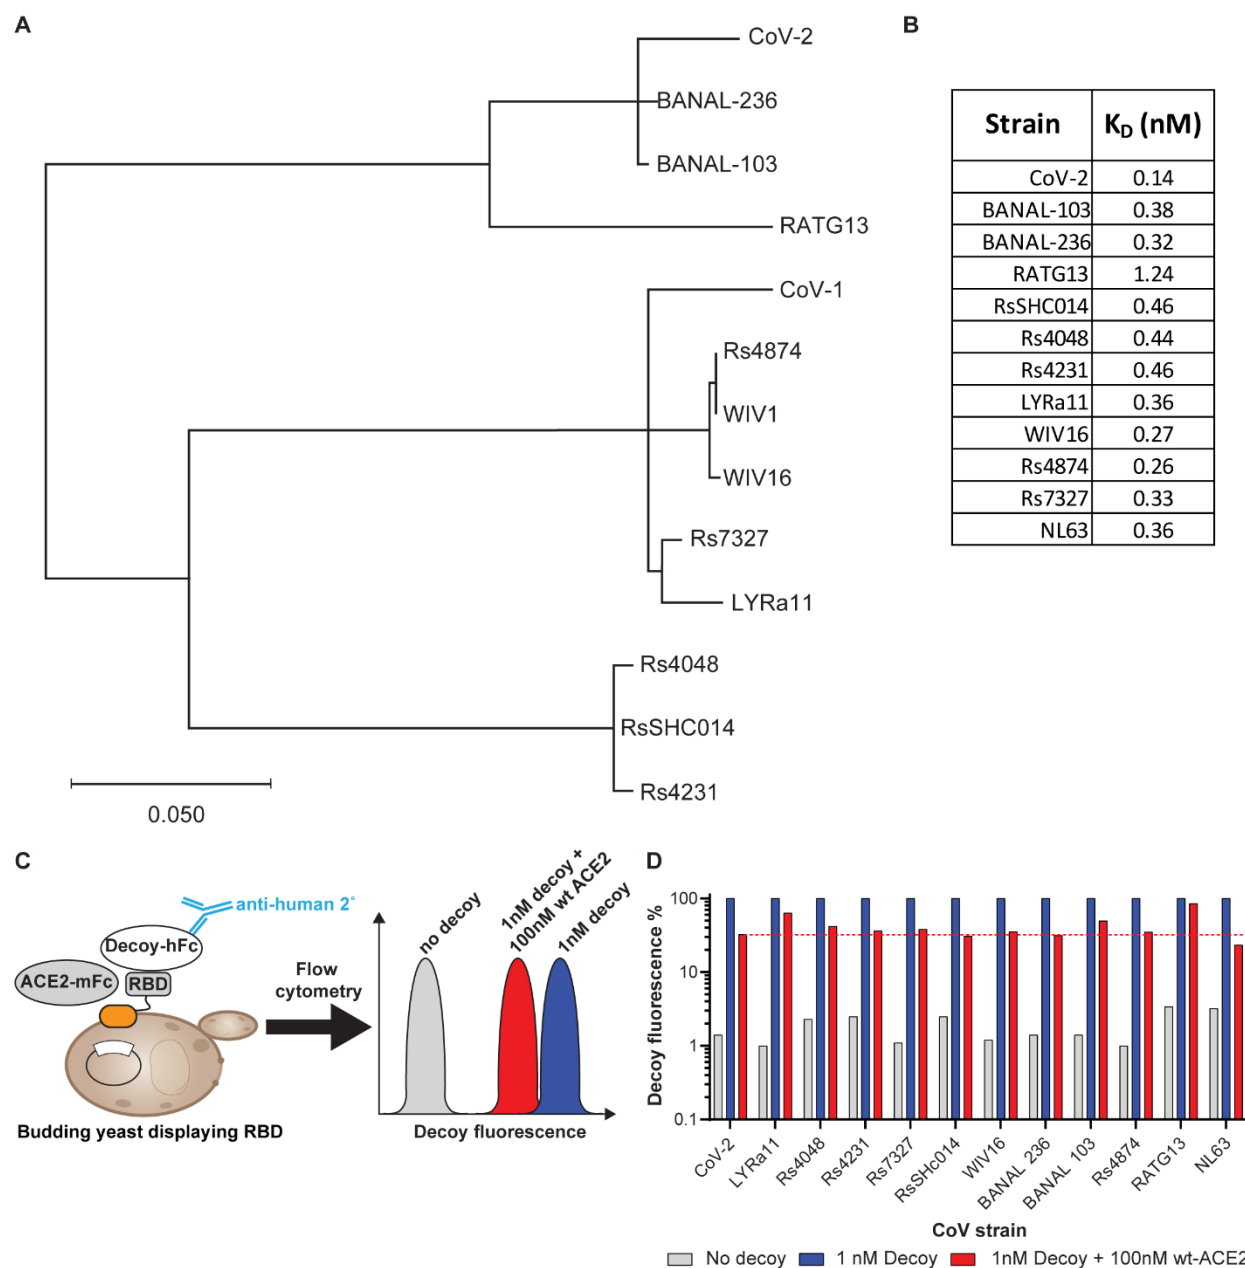 A
CoV-2
BANAL-236
BANAL-103
RATG13
CoV-1
Rs4874
WIV1
WIV16
Rs7327
LYRa11
Rs4048
RsSHC014
Rs4231
0.050
B
Strain KD (nM)
CoV-2 0.14
BANAL-103 0.38
BANAL-236 0.32
RATG13 1.24
RsSHC014 0.46
Rs4048 0.44
Rs4231 0.46
LYRa11 0.36
WIV16 0.27
Rs4874 0.26
Rs7327 0.33
NL63 0.36
C
anti-human 2°
Decoy-hFc
ACE2-mFc
RBD
Budding yeast displaying RBD
Flow
cytometry
no decoy
1nM decoy +
100nM wt ACE2
1nM decoy
Decoy fluorescence
D
Decoy fluorescence %
100
10
1
0.1
CoV-2
LYRa11
Rs4048
Rs4231
Rs7327
RsSHc014
WIV16
BANAL 236
BANAL 103
Rs4874
RATG13
NL63
CoV strain
No decoy
1 nM Decoy
1nM Decoy + 100nM wt-ACE2